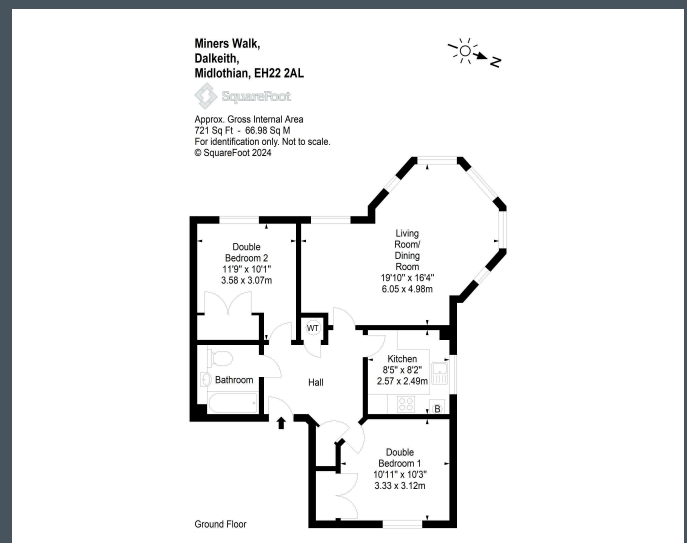 Miners Walk,
Dalkeith,
Midlothian, EH22 2AL
SquareFoot
Approx. Gross Internal Area
721 Sq Ft - 66.98 Sq M
For identification only. Not to scale.
© SquareFoot 2024
N
Living
Room/
Dining
Room
19'10" x 16'4"
6.05 x 4.98m
Double
Bedroom 2
11'9" x 10'1"
3.58 x 3.07m
WT
Kitchen
8'5" x 8'2"
2.57 x 2.49m
B
Bathroom
Hall
Double
Bedroom 1
10'11" x 10'3"
3.33 x 3.12m
Ground Floor